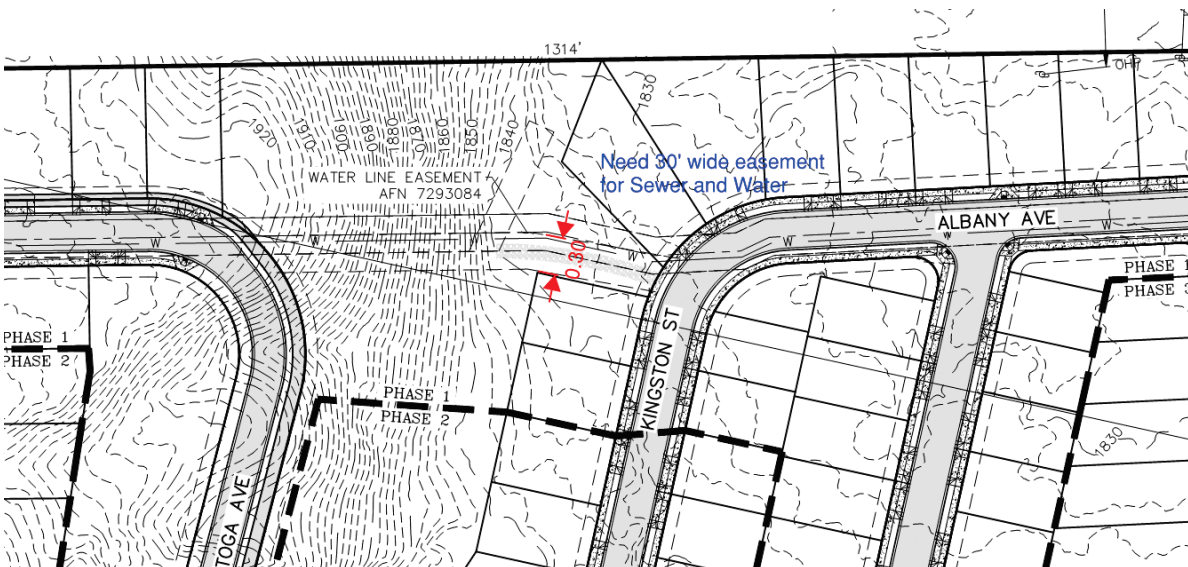 1314'
OHP
1830
1920
1910
1900
1890
1880
1870
1860
1850
1840
WATER LINE EASEMENT
AFN 7293084
Need 30' wide easement
for Sewer and Water
0.30
W
W
W
W
W
W
ALBANY AVE
KINGSTON ST
TOGA AVE
PHASE 1
PHASE 2
PHASE 1
PHASE 2
PHASE 1
PHASE
1830